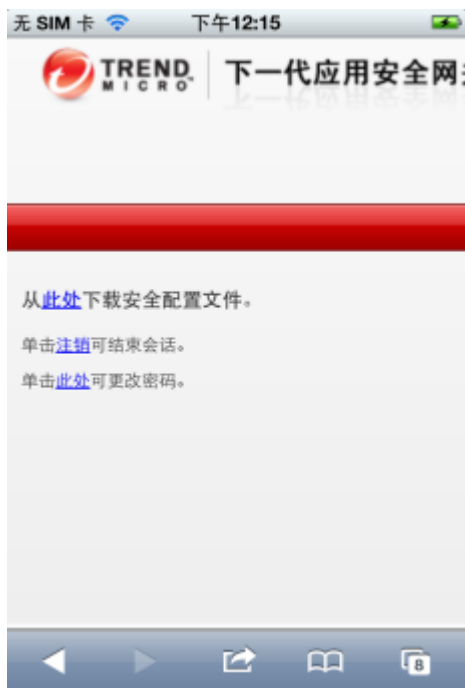 无 SIM 卡 下午12:15
TREND MICRO 下一代应用安全网
从此处下载安全配置文件。
单击注销可结束会话。
单击此处可更改密码。
8